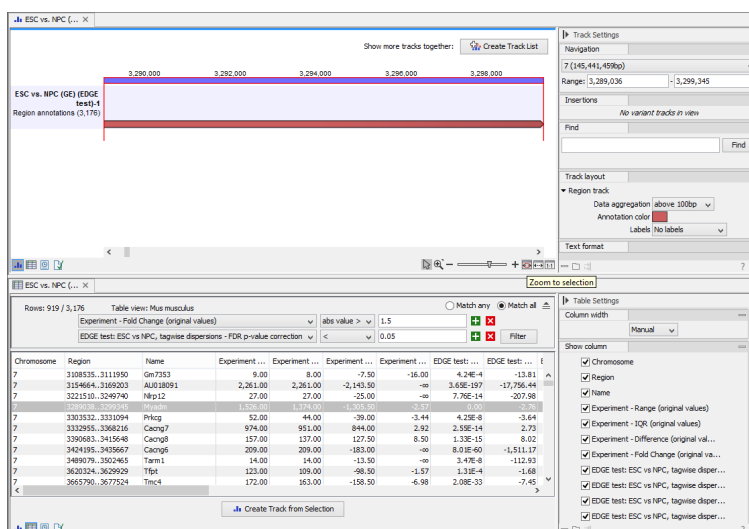 ESC vs. NPC (... ×
Show more tracks together:
Create Track List
3,290,000 3,292,000 3,294,000 3,296,000 3,298,000
ESC vs. NPC (GE) (EDGE
test)-1
Region annotations (3,176)
Track Settings
Navigation
7 (145,441,459bp)
Range: 3,289,036 - 3,299,345
Insertions
No variant tracks in view
Find
Find
Track layout
Region track
Data aggregation above 100bp
Annotation color
Labels No labels
Text format
Zoom to selection
ESC vs. NPC (... ×
Rows: 919 / 3,176 Table view: Mus musculus
Match any Match all
Experiment - Fold Change (original values) abs value > 1.5
EDGE test: ESC vs NPC, tagwise dispersions - FDR p-value correction < 0.05 Filter
Chromosome Region Name Experiment ... Experiment ... Experiment ... Experiment ... EDGE test: ... EDGE test: ... E
7 3108535..3111950 Gm7353 9.00 8.00 -7.50 -16.00 4.24E-4 -13.81
7 3154664..3169203 AU018091 2,261.00 2,261.00 -2,143.50 -∞ 3.65E-197 -17,756.44
7 3221510..3249740 Nlrp12 27.00 27.00 -25.00 -∞ 7.76E-14 -207.98
7 Myadm 1,526.00 1,374.00 -1,305.50 -2.57 0.00 -2.76
7 3303532..3331094 Prkcg 52.00 44.00 -39.00 -3.44 4.25E-8 -3.64
7 3332955..3368216 Cacng7 974.00 951.00 844.00 2.92 2.55E-14 2.73
7 3390683..3415648 Cacng8 157.00 137.00 127.50 8.50 1.33E-15 8.02
7 3424195..3435667 Cacng6 209.00 209.00 -183.00 -∞ 8.01E-60 -1,511.17
7 3489079..3502465 Tarm1 14.00 14.00 -13.50 -∞ 3.47E-8 -112.93
7 3620324..3629929 Tfpt 123.00 109.00 -98.50 -1.57 1.31E-4 -1.68
7 3665790..3677524 Tmc4 172.00 163.00 -158.50 -6.98 2.08E-33 -7.45
Create Track from Selection
Table Settings
Column width
Manual
Show column
Chromosome
Region
Name
Experiment - Range (original values)
Experiment - IQR (original values)
Experiment - Difference (original val...
Experiment - Fold Change (original va...
EDGE test: ESC vs NPC, tagwise disper...
EDGE test: ESC vs NPC, tagwise disper...
EDGE test: ESC vs NPC, tagwise disper...
EDGE test: ESC vs NPC, tagwise disper...